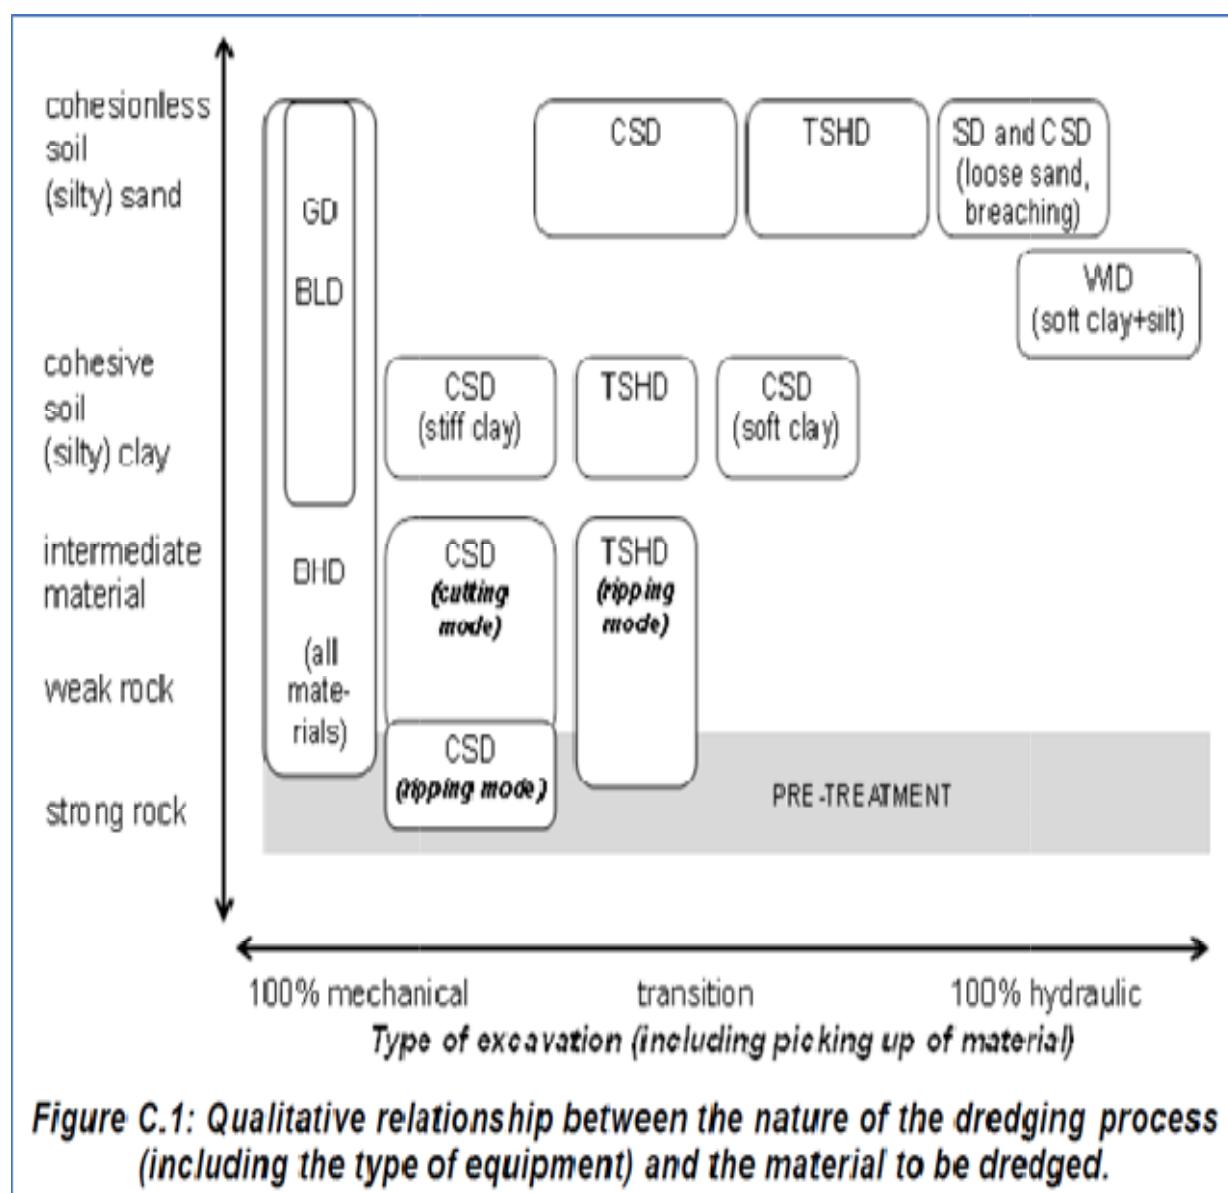 cohesionless
soil
(silty) sand
cohesive
soil
(silty) clay
intermediate
material
weak rock
strong rock
GD
BLD
BHD
(all
mate-
rials)
CSD
TSHD
SD and CSD
(loose sand,
breaching)
WID
(soft clay+silt)
CSD
(stiff clay)
TSHD
CSD
(soft clay)
CSD
(cutting
mode)
TSHD
(ripping
mode)
CSD
(ripping mode)
PRE-TREATMENT
100% mechanical
transition
100% hydraulic
Type of excavation (including picking up of material)
Figure C.1: Qualitative relationship between the nature of the dredging process
(including the type of equipment) and the material to be dredged.